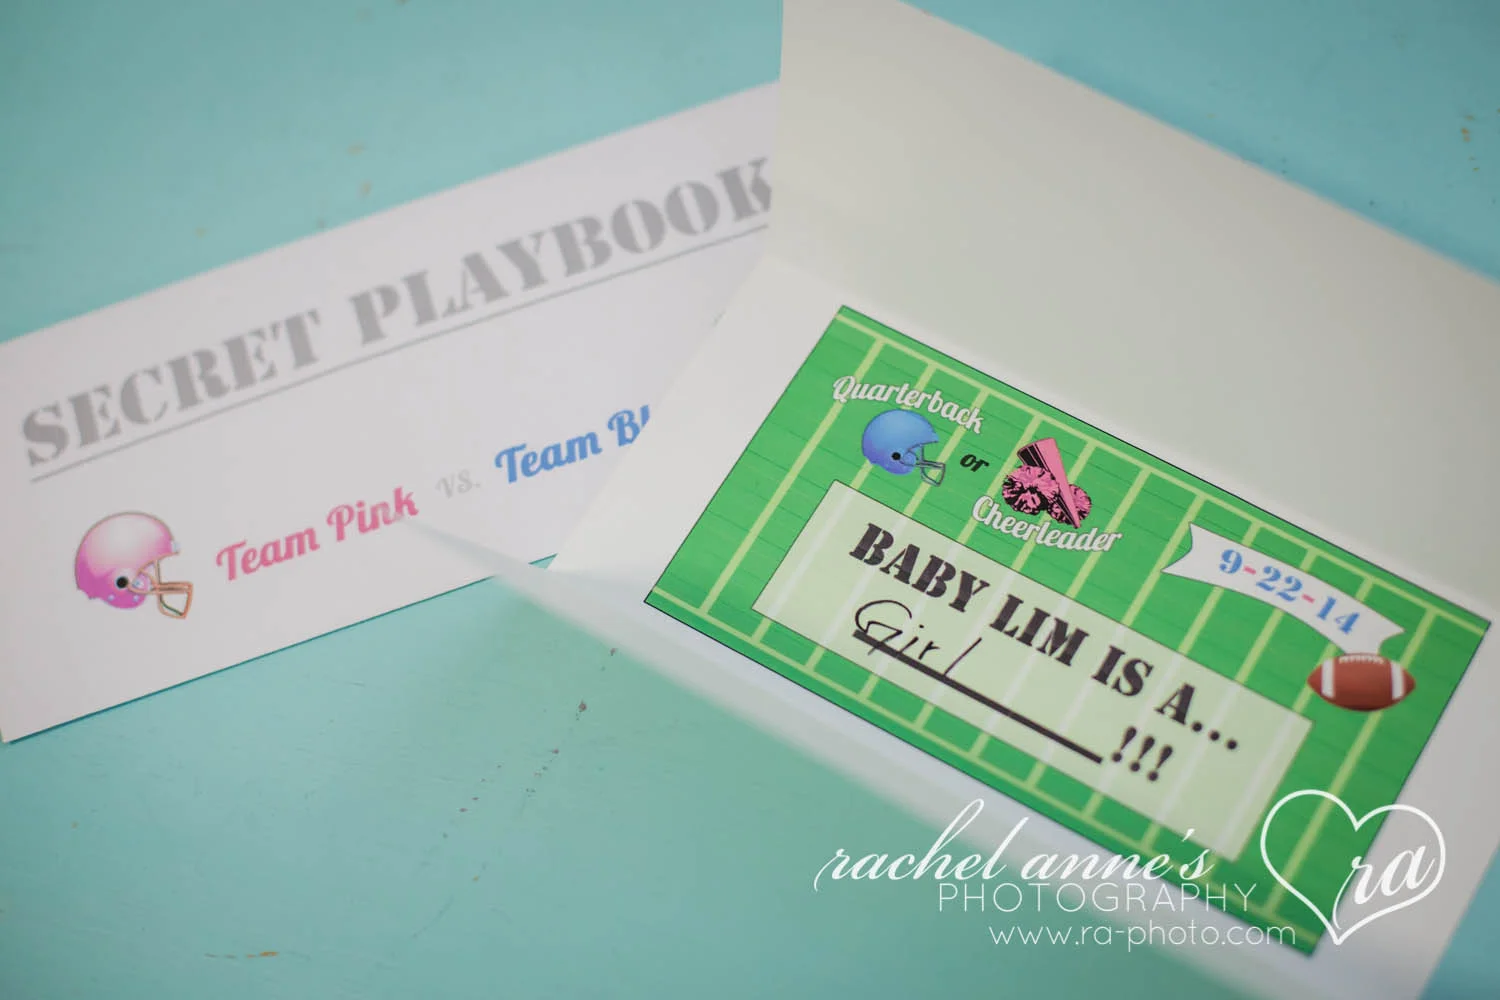 SECRET PLAYBOOK
Team Pink vs. Team Bl
Quarterback
or
Cheerleader
9-22-14
BABY LIM IS A...
Girl !!!
rachel anne's
PHOTOGRAPHY
www.ra-photo.com
ra